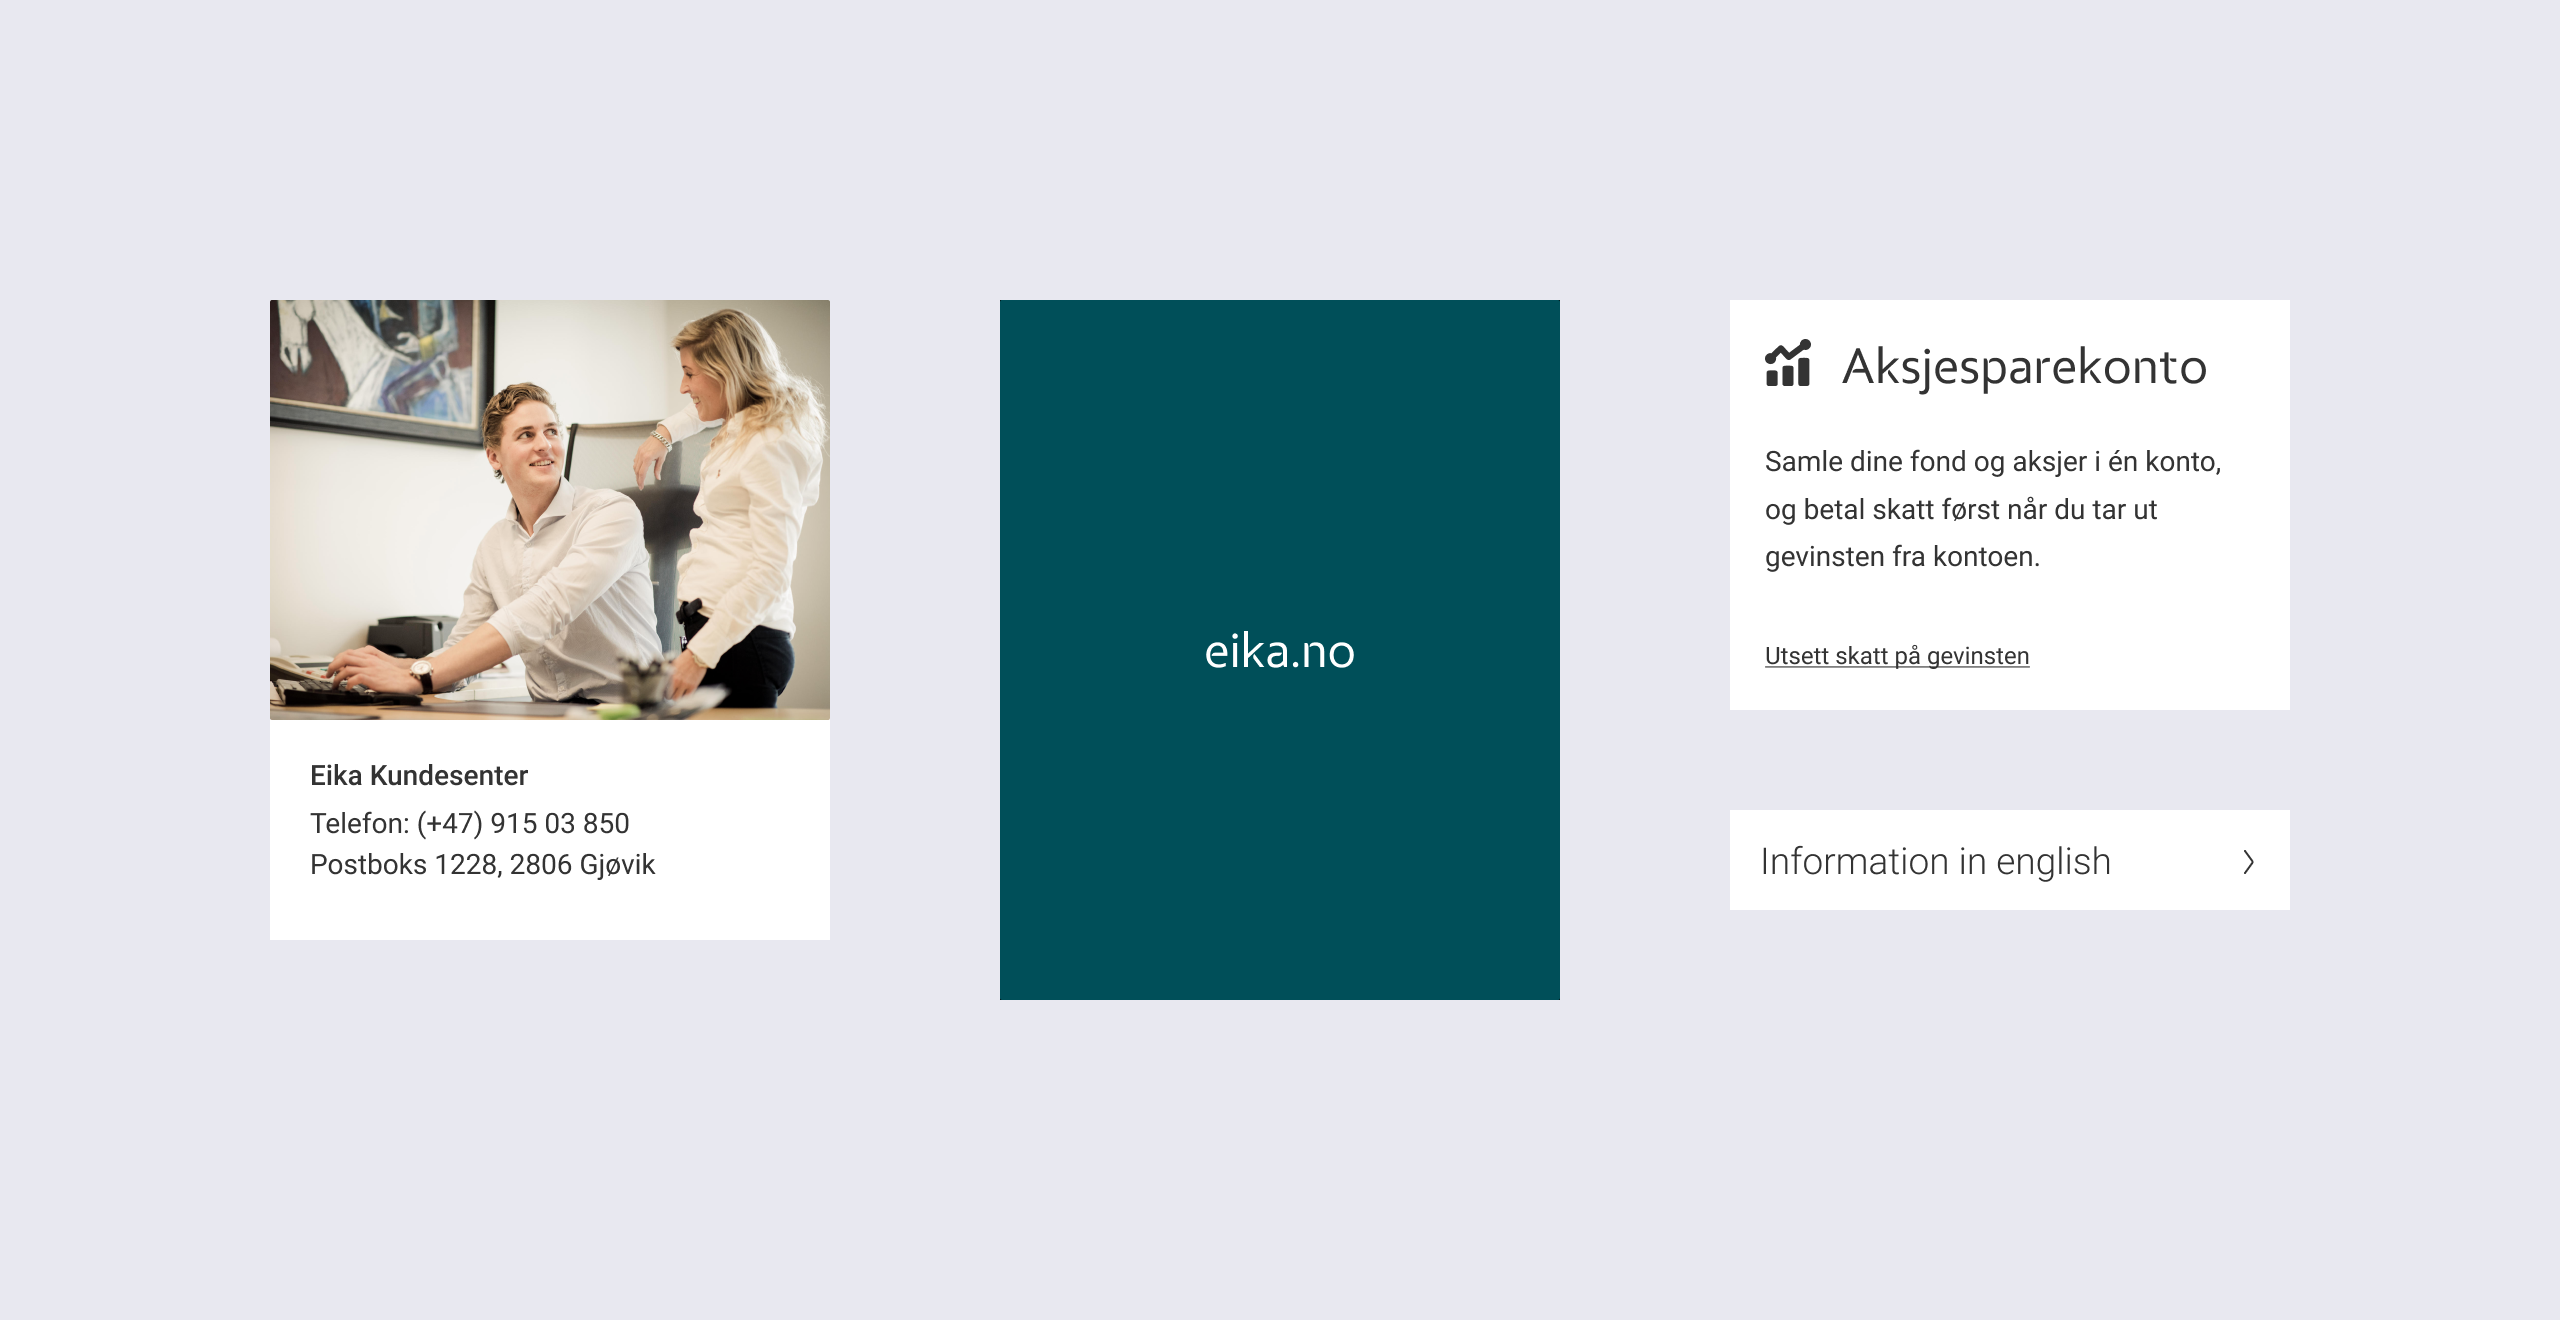 Eika Kundesenter
Telefon: (+47) 915 03 850
Postboks 1228, 2806 Gjøvik
eika.no
Aksjesparekonto
Samle dine fond og aksjer i én konto,
og betal skatt først når du tar ut
gevinsten fra kontoen.
Utsett skatt på gevinsten
Information in english